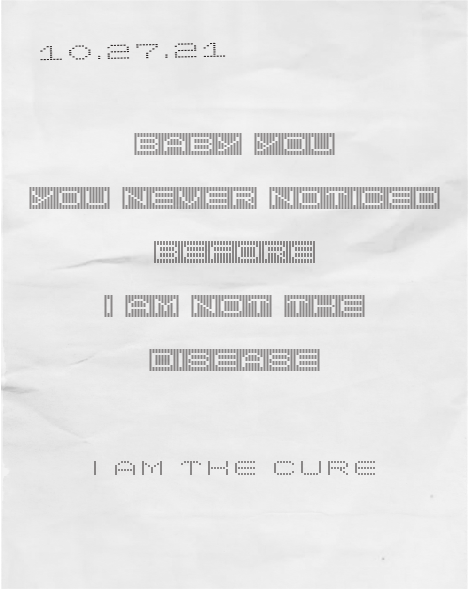 10.27.21
BABY YOU
YOU NEVER NOTICED
BEFORE
I AM NOT THE
DISEASE
I AM THE CURE